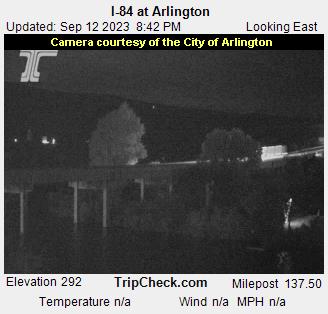 I-84 at Arlington
Updated: Sep 12 2023 8:42 PM Looking East
Camera courtesy of the City of Arlington
Elevation 292 TripCheck.com Milepost 137.50
Temperature n/a Wind n/a MPH n/a